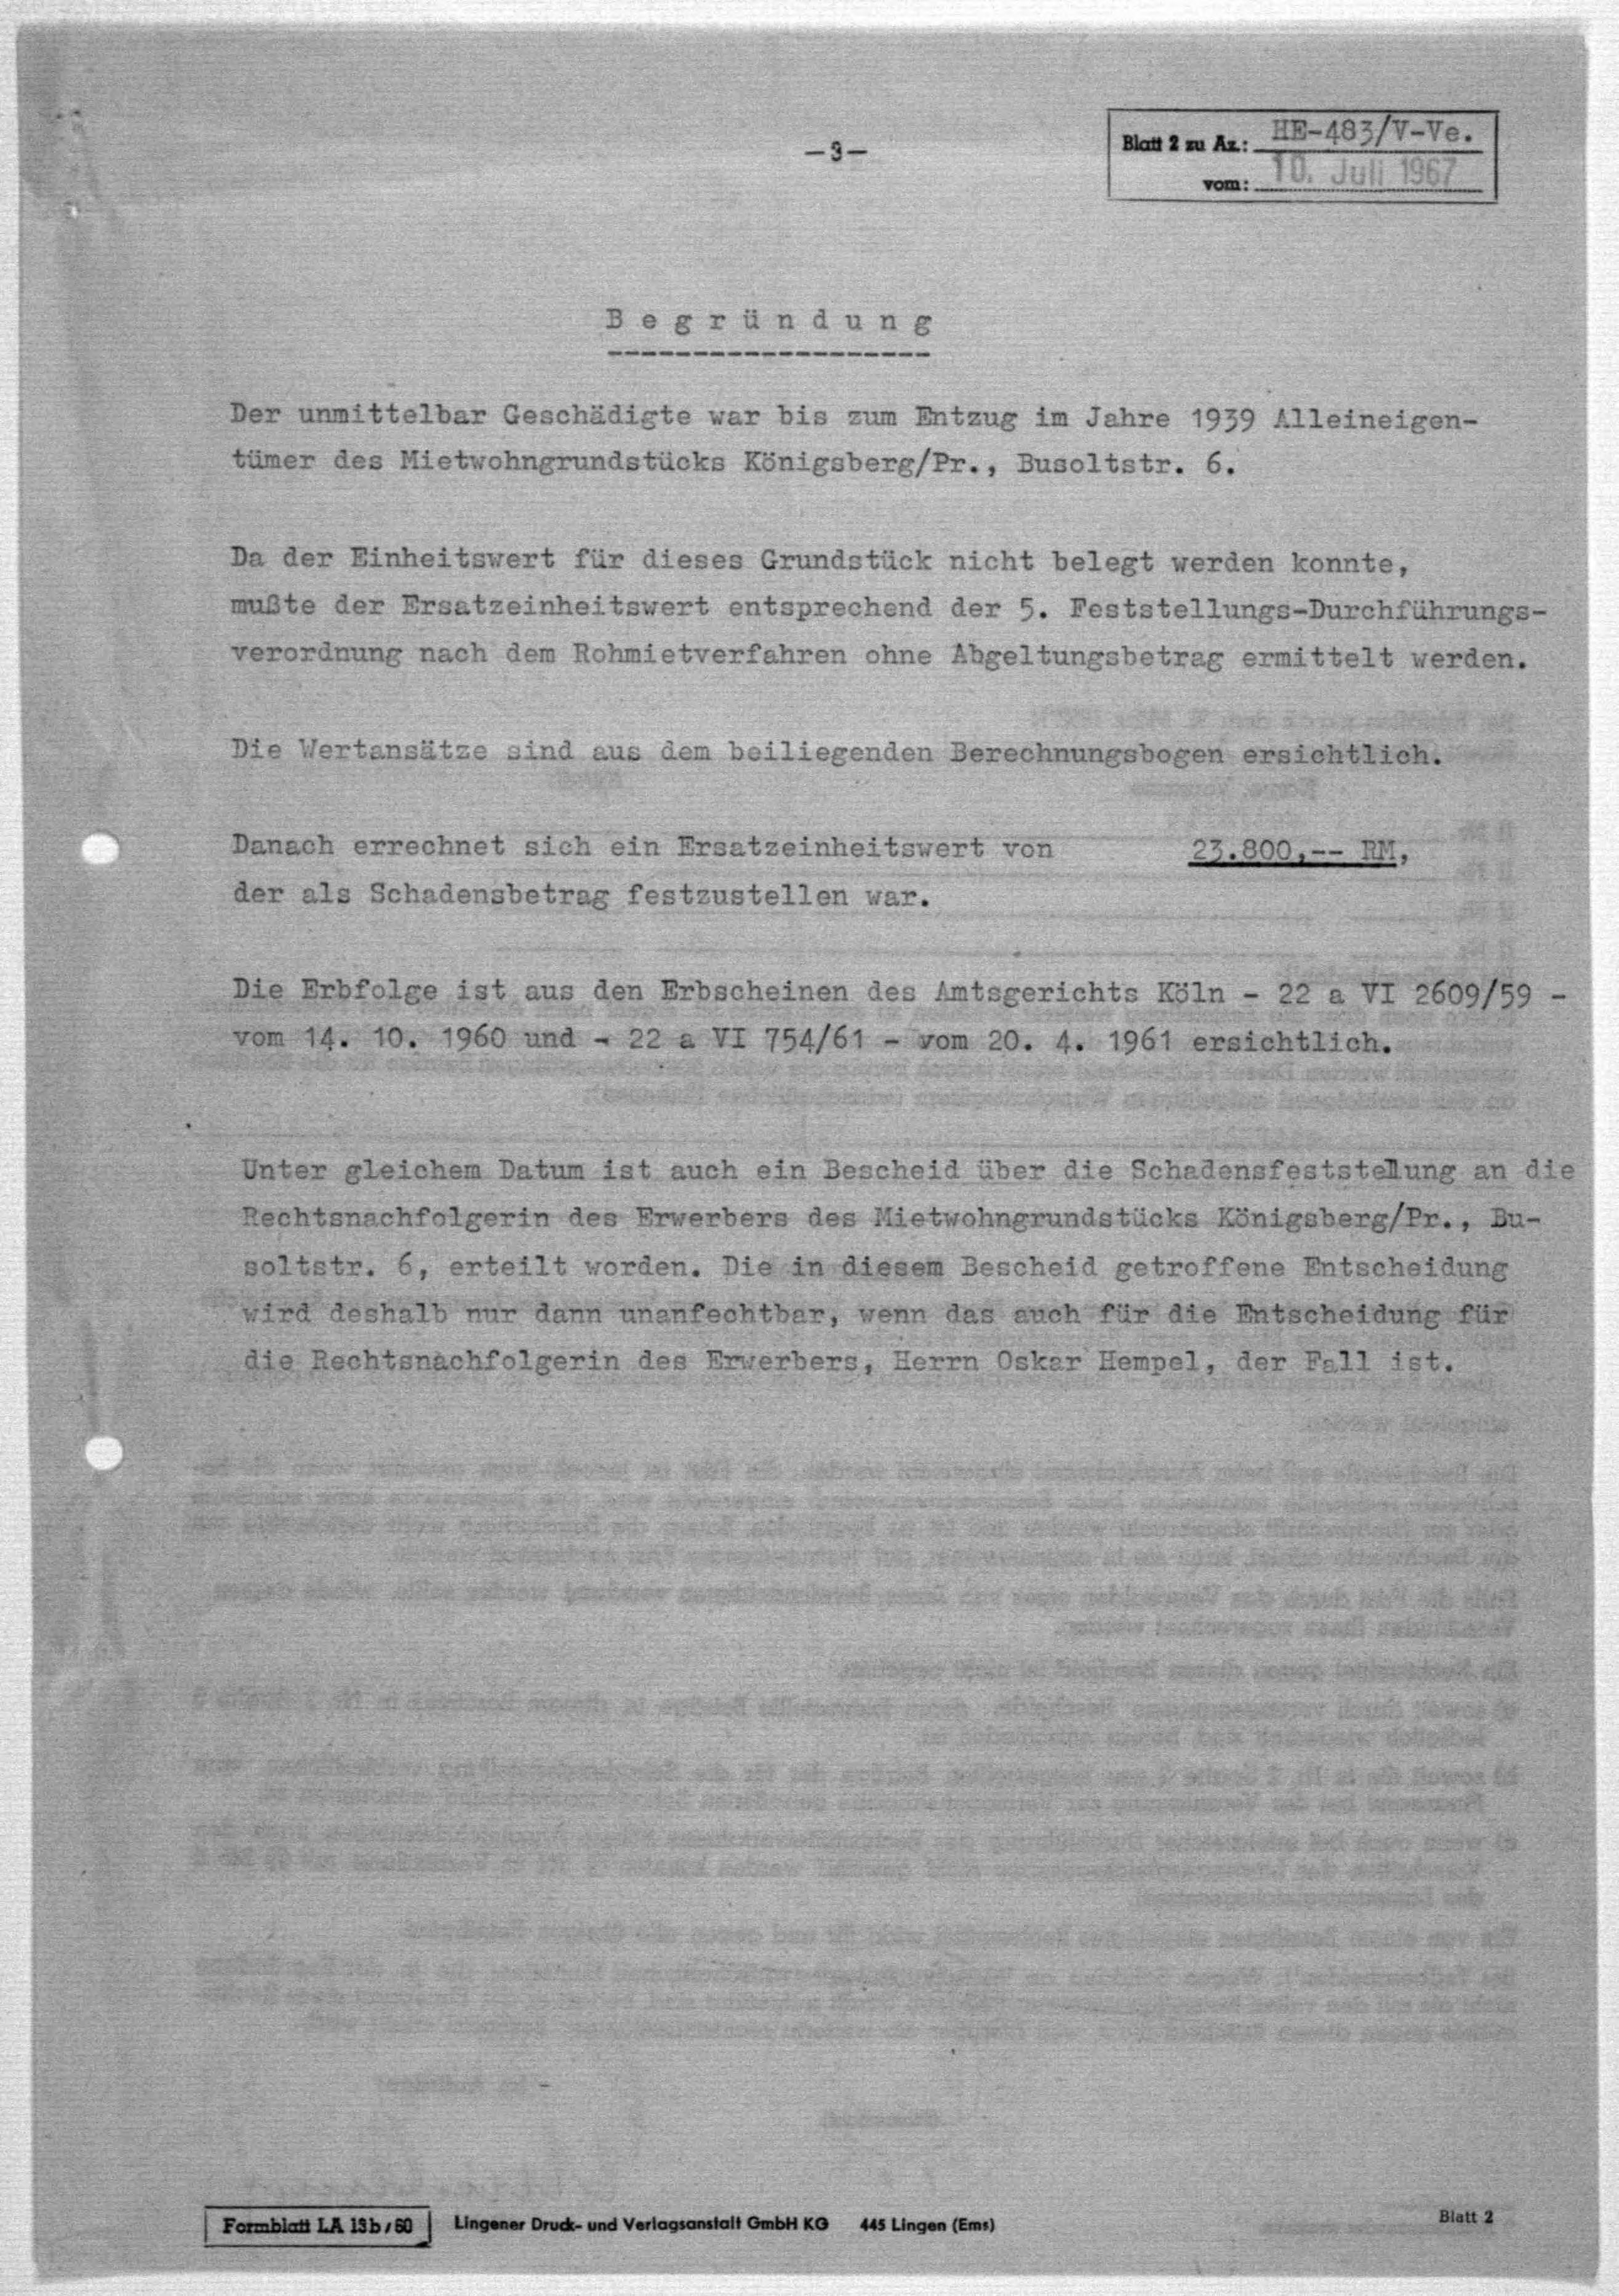 —3—
Blatt 2 zu Az.: HE-483/V-Ve.
vom: 10. Juli 1967
Begründung
Der unmittelbar Geschädigte war bis zum Entzug im Jahre 1939 Alleineigen-
tümer des Mietwohngrundstücks Königsberg/Pr., Busoltstr. 6.
Da der Einheitswert für dieses Grundstück nicht belegt werden konnte,
mußte der Ersatzeinheitswert entsprechend der 5. Feststellungs-Durchführungs-
verordnung nach dem Rohmietverfahren ohne Abgeltungsbetrag ermittelt werden.
Die Wertansätze sind aus dem beiliegenden Berechnungsbogen ersichtlich.
Danach errechnet sich ein Ersatzeinheitswert von 23.800,-- RM,
der als Schadensbetrag festzustellen war.
Die Erbfolge ist aus den Erbscheinen des Amtsgerichts Köln - 22 a VI 2609/59 -
vom 14. 10. 1960 und - 22 a VI 754/61 - vom 20. 4. 1961 ersichtlich.
Unter gleichem Datum ist auch ein Bescheid über die Schadensfeststellung an die
Rechtsnachfolgerin des Erwerbers des Mietwohngrundstücks Königsberg/Pr., Bu-
soltstr. 6, erteilt worden. Die in diesem Bescheid getroffene Entscheidung
wird deshalb nur dann unanfechtbar, wenn das auch für die Entscheidung für
die Rechtsnachfolgerin des Erwerbers, Herrn Oskar Hempel, der Fall ist.
Formblatt LA 13b/60 Lingener Druck- und Verlagsanstalt GmbH KG 445 Lingen (Ems) Blatt 2